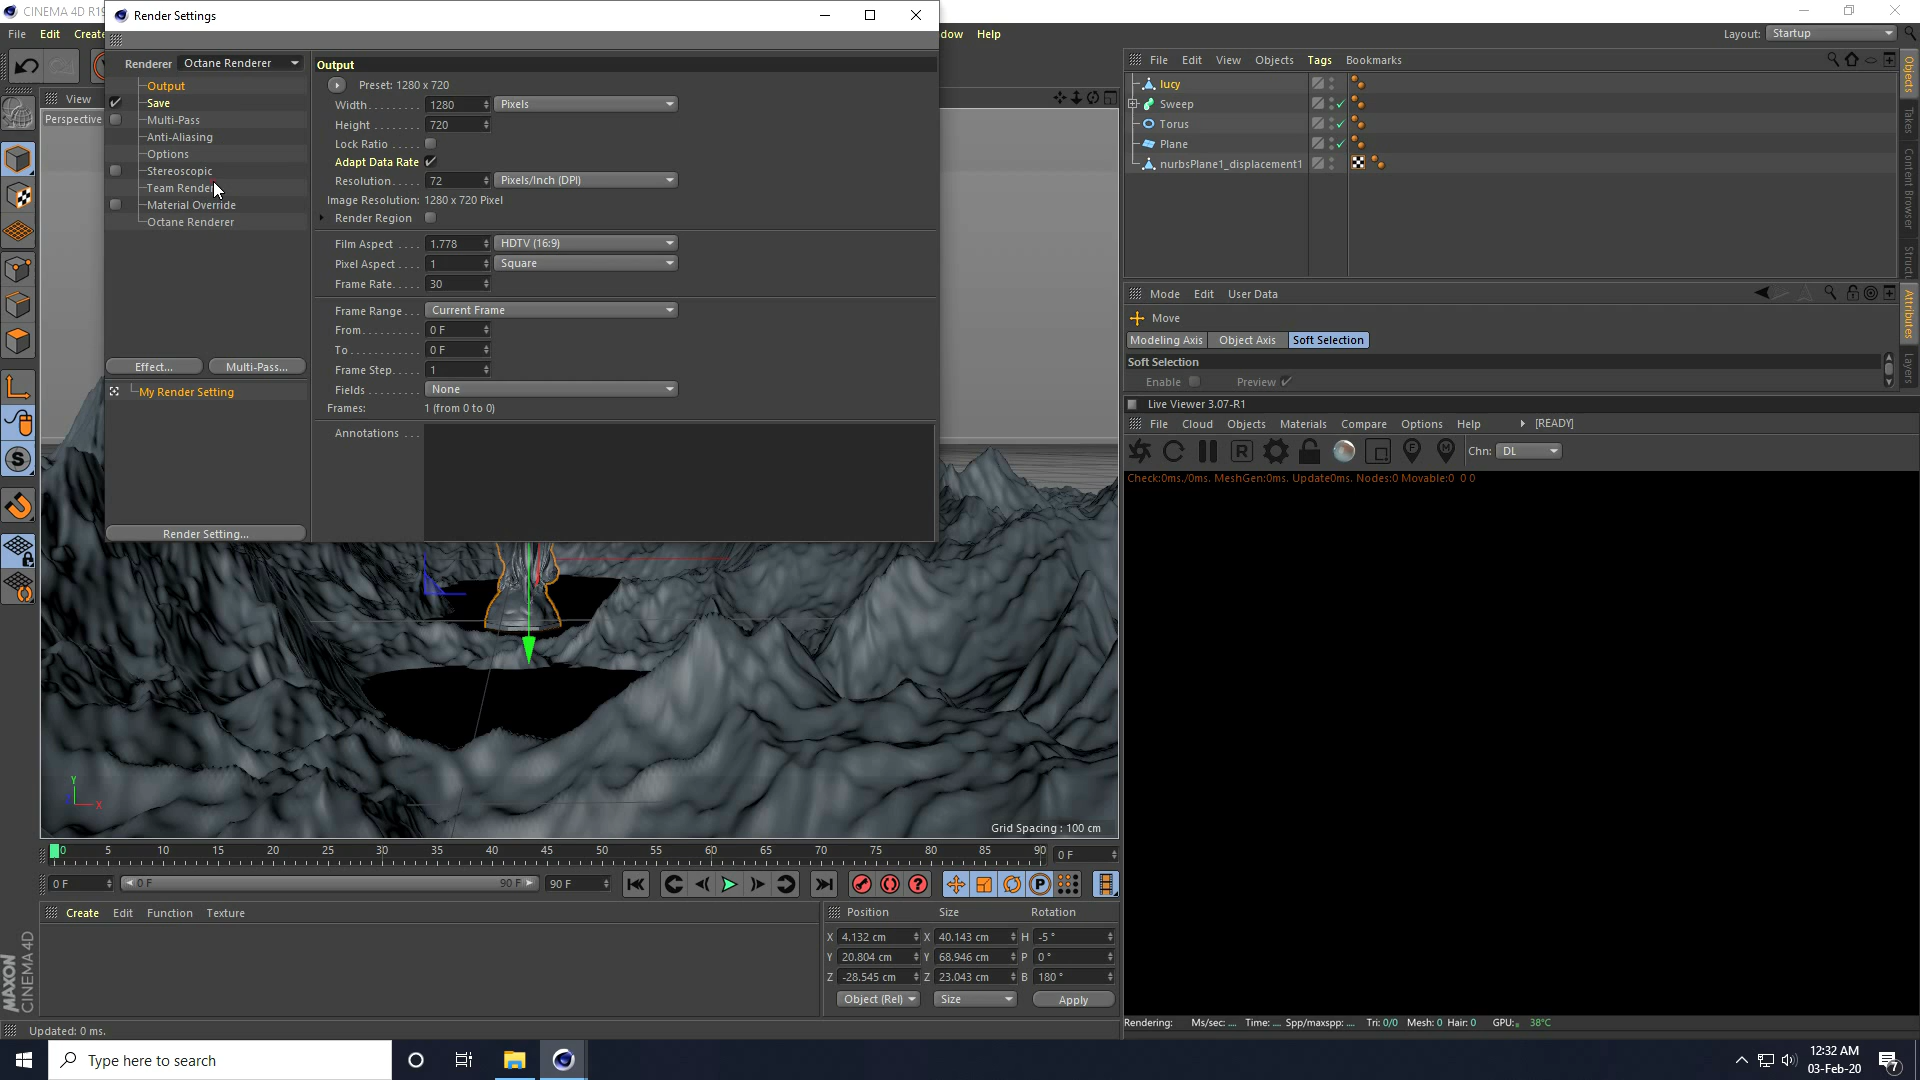 CINEMA 4D R19
Render Settings
File Edit Create
dow Help
Layout: Startup
Renderer Octane Renderer
Output
Save
Multi-Pass
Anti-Aliasing
Options
Stereoscopic
Team Render
Material Override
Octane Renderer
Effect...
Multi-Pass...
My Render Setting
Render Setting...
Output
Preset: 1280 x 720
Width 1280 Pixels
Height 720
Lock Ratio
Adapt Data Rate
Resolution 72 Pixels/Inch (DPI)
Image Resolution: 1280 x 720 Pixel
Render Region
Film Aspect 1.778 HDTV (16:9)
Pixel Aspect 1 Square
Frame Rate 30
Frame Range Current Frame
From 0 F
To 0 F
Frame Step 1
Fields None
Frames: 1 (from 0 to 0)
Annotations
View
Perspective
Y
X
Grid Spacing : 100 cm
File Edit View Objects Tags Bookmarks
lucy
Sweep
Torus
Plane
nurbsPlane1_displacement1
Objects
Takes
Content Browser
Structu
Mode Edit User Data
Move
Modeling Axis Object Axis Soft Selection
Soft Selection
Enable Preview
Attributes
Layers
Live Viewer 3.07-R1
File Cloud Objects Materials Compare Options Help [READY]
Chn: DL
Check:0ms./0ms. MeshGen:0ms. Update0ms. Nodes:0 Movable:0 0 0
Rendering: Ms/sec: .... Time: .... Spp/maxspp: .... Tri: 0/0 Mesh: 0 Hair: 0 GPU: 38°C
0 5 10 15 20 25 30 35 40 45 50 55 60 65 70 75 80 85 90 0 F
0 F 0 F 90 F 90 F
Create Edit Function Texture
Position Size Rotation
X 4.132 cm X 40.143 cm H -5 °
Y 20.804 cm Y 68.946 cm P 0 °
Z -28.545 cm Z 23.043 cm B 180 °
Object (Rel) Size Apply
MAXON
CINEMA 4D
Updated: 0 ms.
Type here to search
12:32 AM
03-Feb-20
7